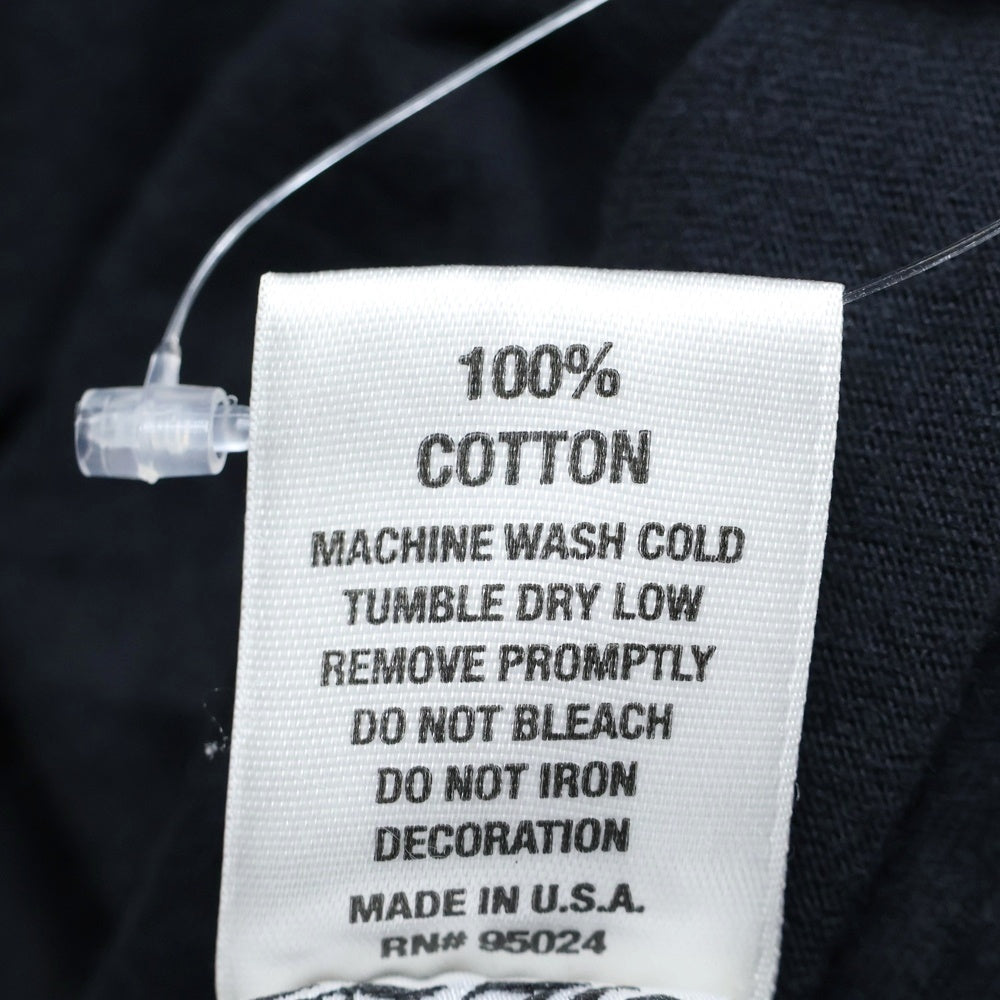 100%
COTTON
MACHINE WASH COLD
TUMBLE DRY LOW
REMOVE PROMPTLY
DO NOT BLEACH
DO NOT IRON
DECORATION
MADE IN U.S.A.
RN# 95024